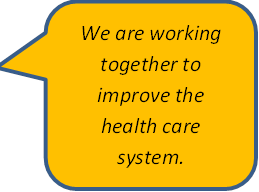 We are working
together to
improve the
health care
system.